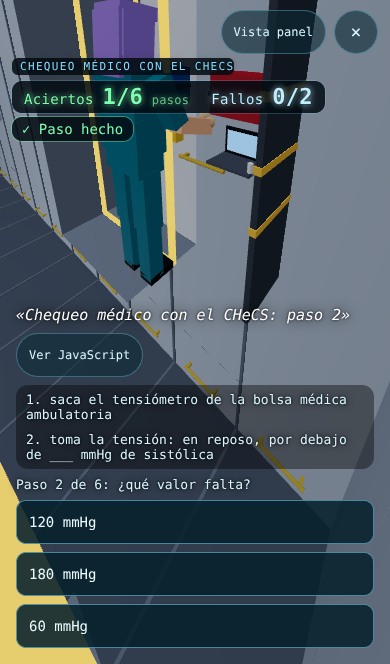 Vista panel
×
CHEQUEO MÉDICO CON EL CHECS
Aciertos 1/6 pasos Fallos 0/2
✓ Paso hecho
«Chequeo médico con el CHeCS: paso 2»
Ver JavaScript
1. saca el tensiómetro de la bolsa médica
ambulatoria
2. toma la tensión: en reposo, por debajo
de ___ mmHg de sistólica
Paso 2 de 6: ¿qué valor falta?
120 mmHg
180 mmHg
60 mmHg